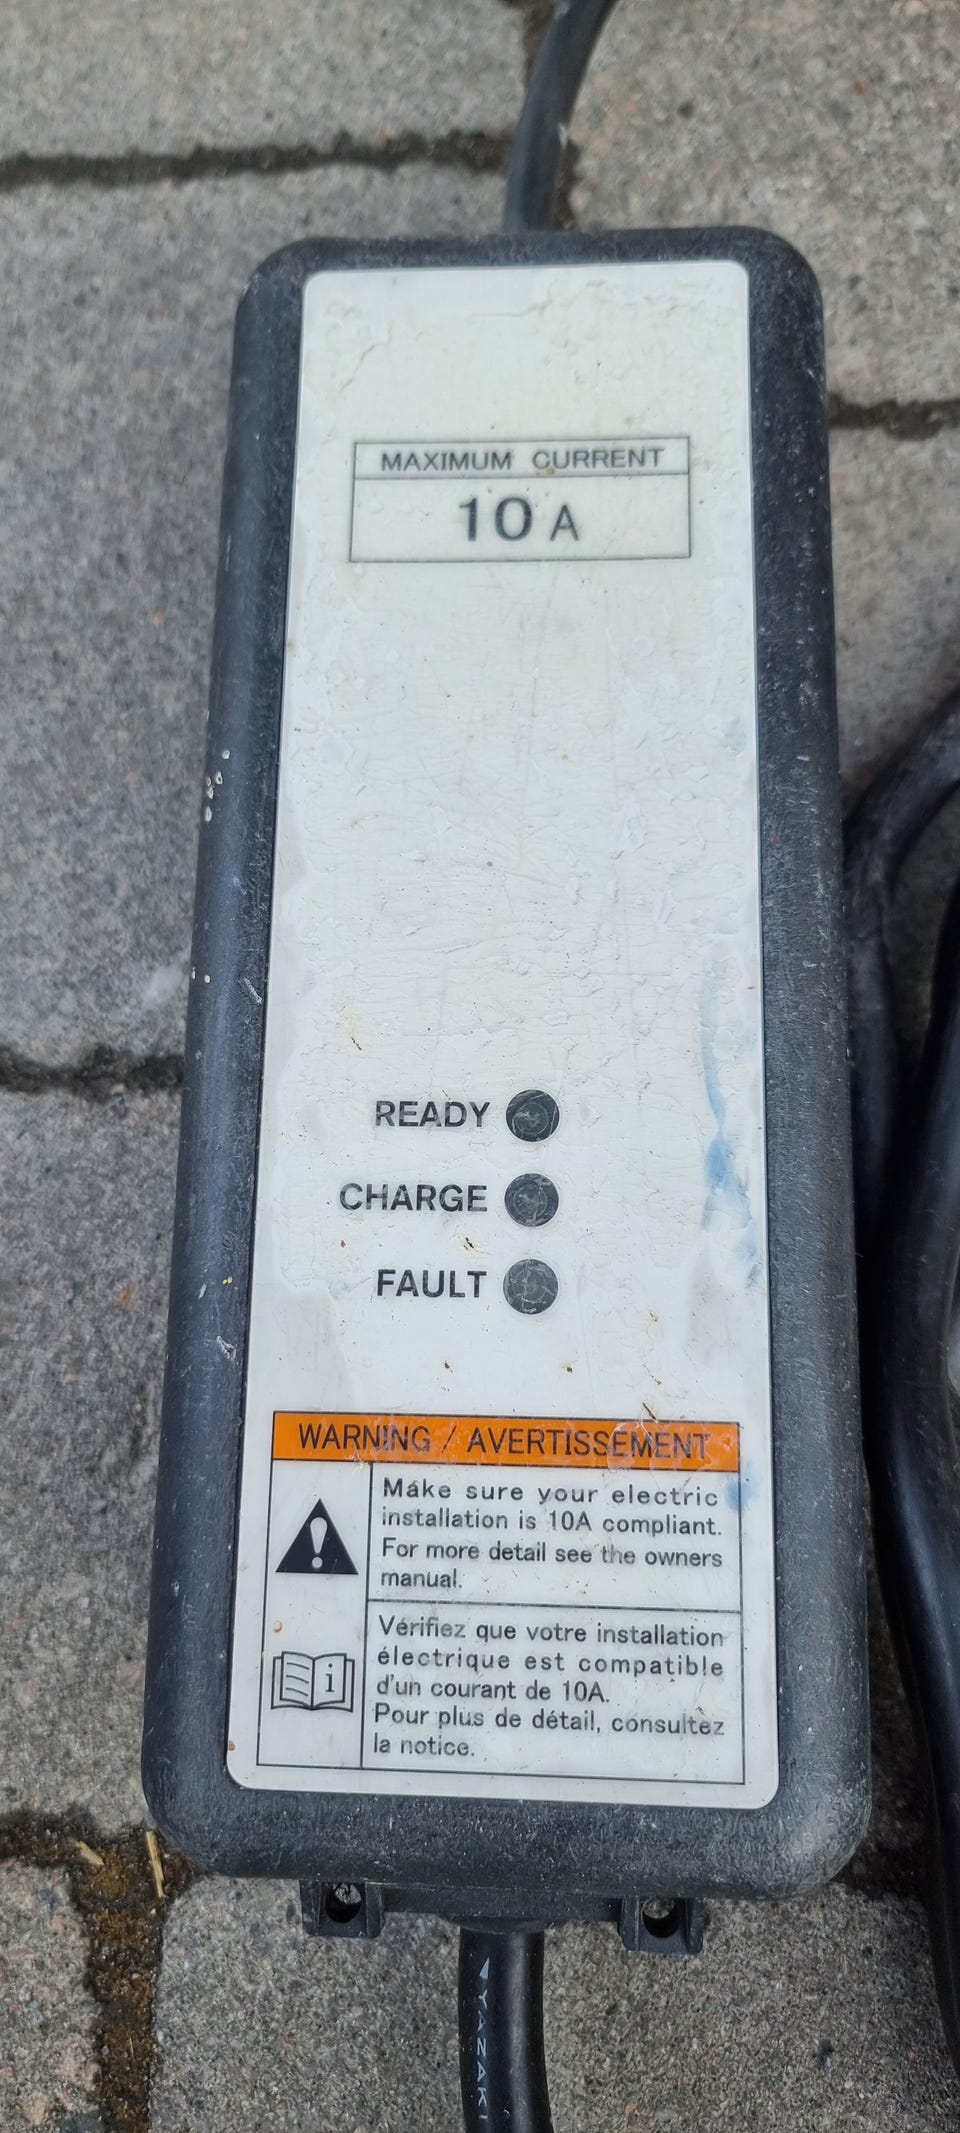 MAXIMUM CURRENT
10 A
READY
CHARGE
FAULT
WARNING / AVERTISSEMENT
Make sure your electric
installation is 10A compliant.
For more detail see the owners
manual.
Vérifiez que votre installation
électrique est compatible
d'un courant de 10A.
Pour plus de détail, consultez
la notice.
i
YAZAKI